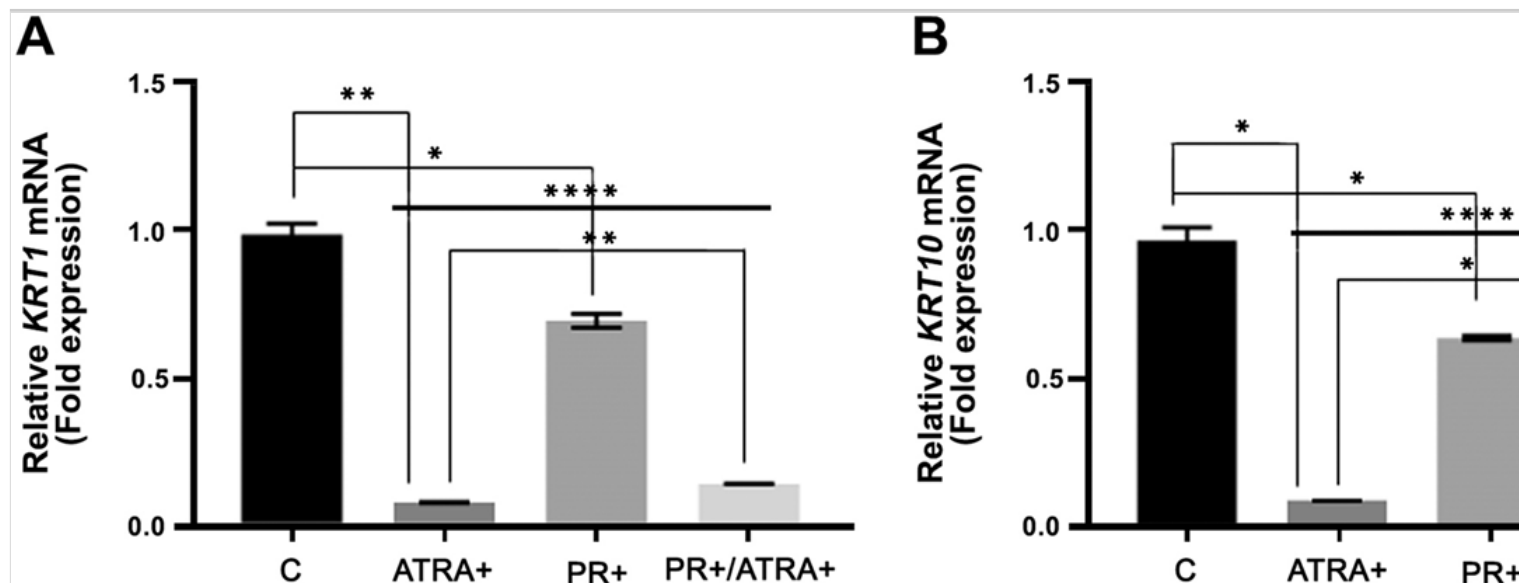 A
Relative KRT1 mRNA
(Fold expression)
1.5
1.0
0.5
0.0
**
*
****
**
C
ATRA+
PR+
PR+/ATRA+
B
Relative KRT10 mRNA
(Fold expression)
1.5
1.0
0.5
0.0
*
*
****
*
C
ATRA+
PR+